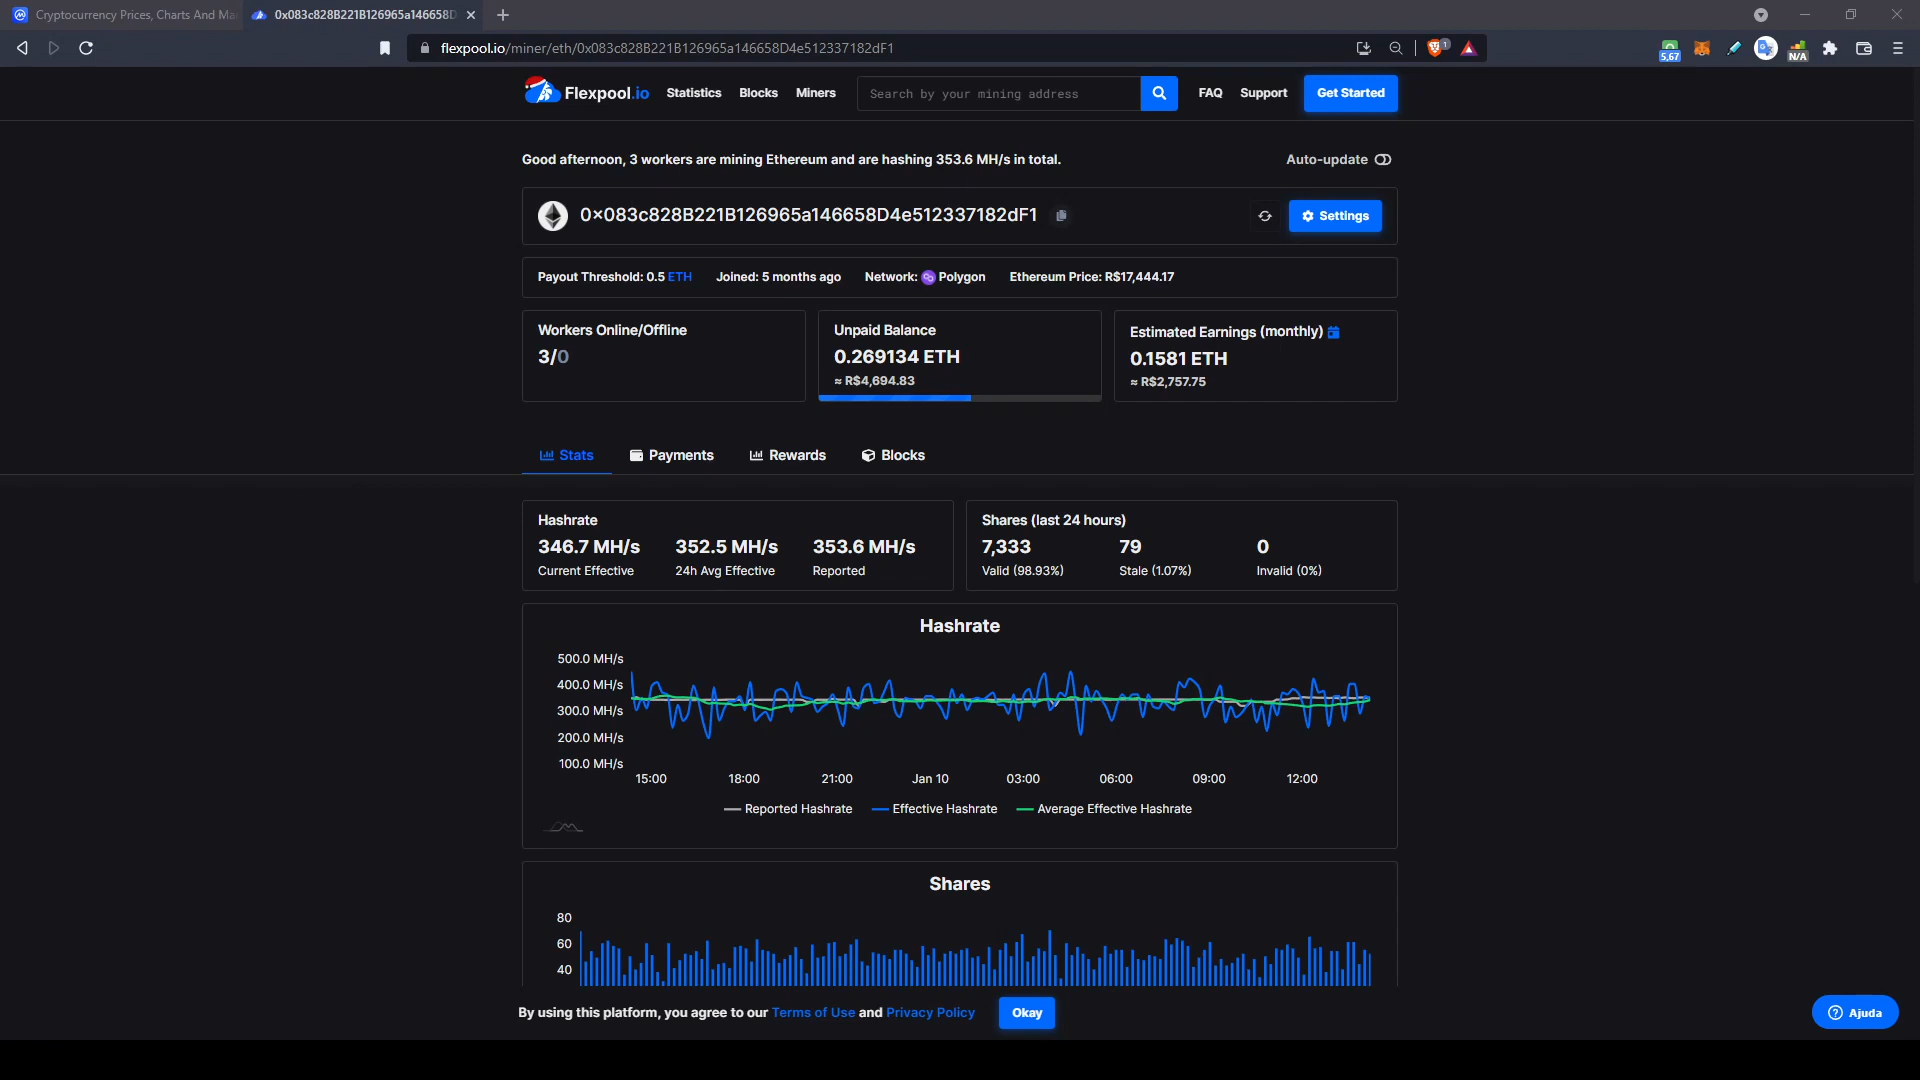 Cryptocurrency Prices, Charts And Ma
0x083c828B221B126965a146658D
flexpool.io/miner/eth/0x083c828B221B126965a146658D4e512337182dF1
1
5,67
N/A
Flexpool.io
Statistics
Blocks
Miners
Search by your mining address
FAQ
Support
Get Started
Good afternoon, 3 workers are mining Ethereum and are hashing 353.6 MH/s in total.
Auto-update
0×083c828B221B126965a146658D4e512337182dF1
Settings
Payout Threshold: 0.5 ETH
Joined: 5 months ago
Network: Polygon
Ethereum Price: R$17,444.17
Workers Online/Offline
3/0
Unpaid Balance
0.269134 ETH
≈ R$4,694.83
Estimated Earnings (monthly)
0.1581 ETH
≈ R$2,757.75
Stats
Payments
Rewards
Blocks
Hashrate
346.7 MH/s
352.5 MH/s
353.6 MH/s
Current Effective
24h Avg Effective
Reported
Shares (last 24 hours)
7,333
79
0
Valid (98.93%)
Stale (1.07%)
Invalid (0%)
Hashrate
500.0 MH/s
400.0 MH/s
300.0 MH/s
200.0 MH/s
100.0 MH/s
15:00
18:00
21:00
Jan 10
03:00
06:00
09:00
12:00
Reported Hashrate
Effective Hashrate
Average Effective Hashrate
Shares
80
60
40
By using this platform, you agree to our Terms of Use and Privacy Policy
Okay
Ajuda